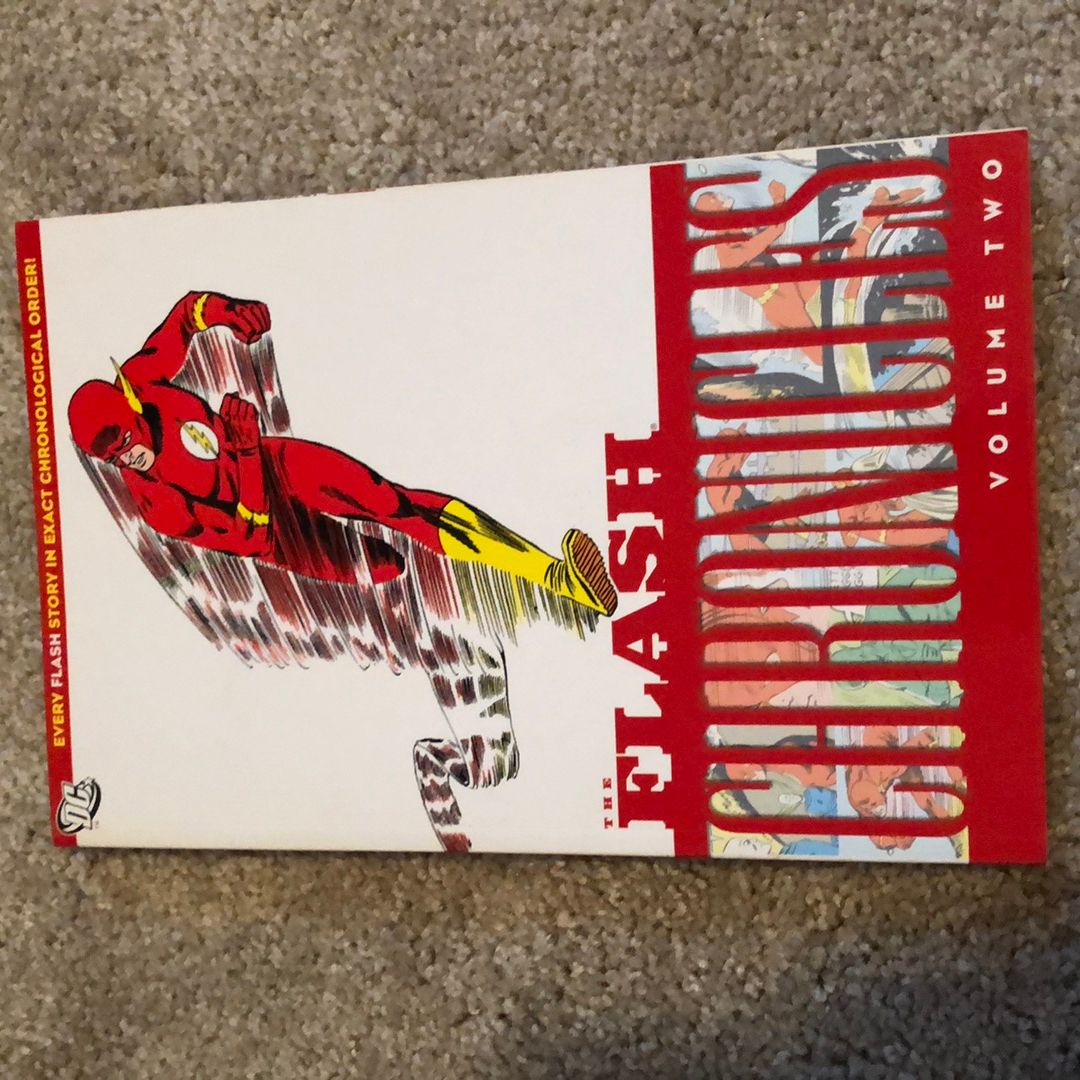 EVERY FLASH STORY IN EXACT CHRONOLOGICAL ORDER!
DC
THE
FLASH
CHRONICLES
VOLUME TWO